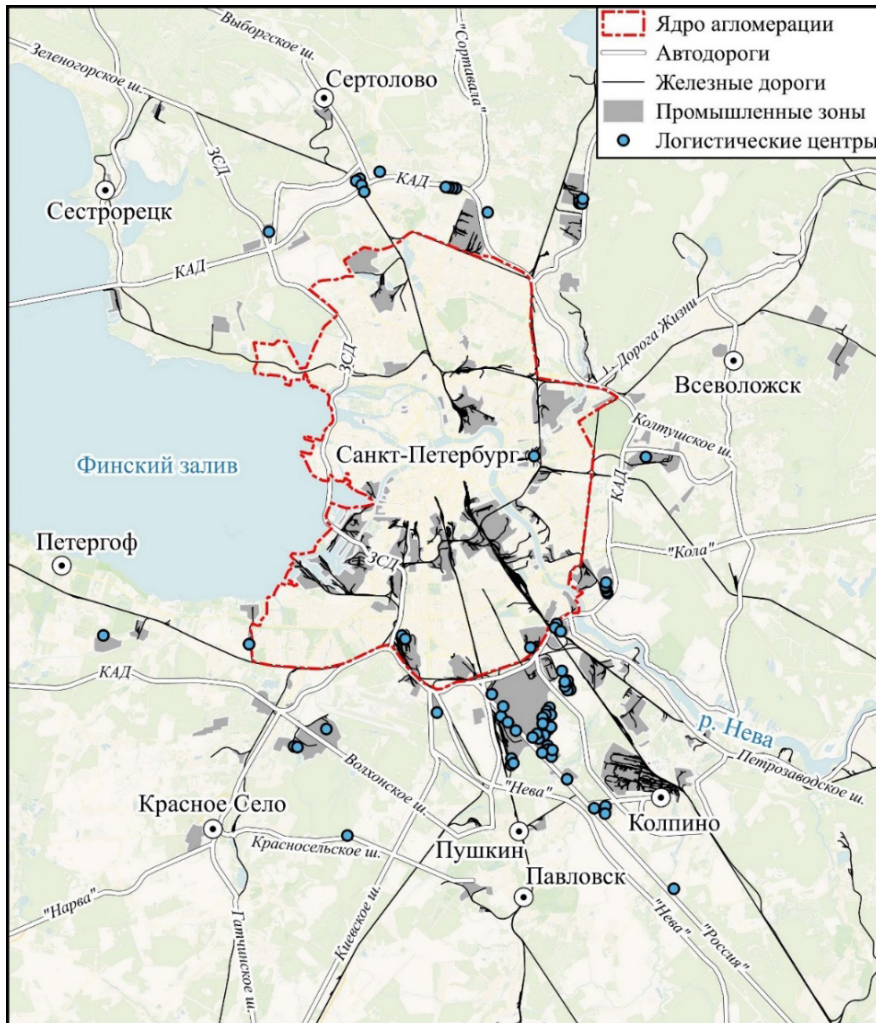 Ядро агломерации
Автодороги
Железные дороги
Промышленные зоны
Логистические центры
Выборгское ш.
"Сортавала"
Зеленогорское ш.
Сертолово
ЗСД
КАД
Сестрорецк
КАД
Дорога Жизни
ЗСД
Всеволожск
Колтушское ш.
Санкт-Петербург
Финский залив
КАД
"Кола"
Петергоф
ЗСД
КАД
р. Нева
Волхонское ш.
"Нева"
Петрозаводское ш.
Красное Село
Колпино
Пушкин
Красносельское ш.
Павловск
"Нарва"
Гатчинское ш.
Киевское ш.
"Нева"
"Россия"